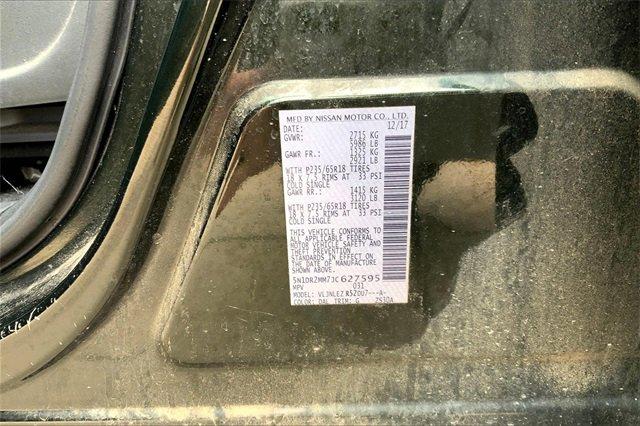 MFD BY NISSAN MOTOR CO., LTD.
DATE: 12/17
GVWR: 2715 KG
5986 LB
GAWR FR.: 1325 KG
2921 LB
WITH P235/65R18 TIRES
18 X 7.5 RIMS AT 33 PSI
COLD SINGLE
GAWR RR.: 1415 KG
3120 LB
WITH P235/65R18 TIRES
18 X 7.5 RIMS AT 33 PSI
COLD SINGLE
THIS VEHICLE CONFORMS TO
ALL APPLICABLE FEDERAL
MOTOR VEHICLE SAFETY AND
THEFT PREVENTION
STANDARDS IN EFFECT ON
THE DATE OF MANUFACTURE
SHOWN ABOVE.
5N1DR2MM7JC627595
MPV 031
MODEL: VLJNLEZ R52DU7---A-
COLOR: DAL TRIM: G ZS30A